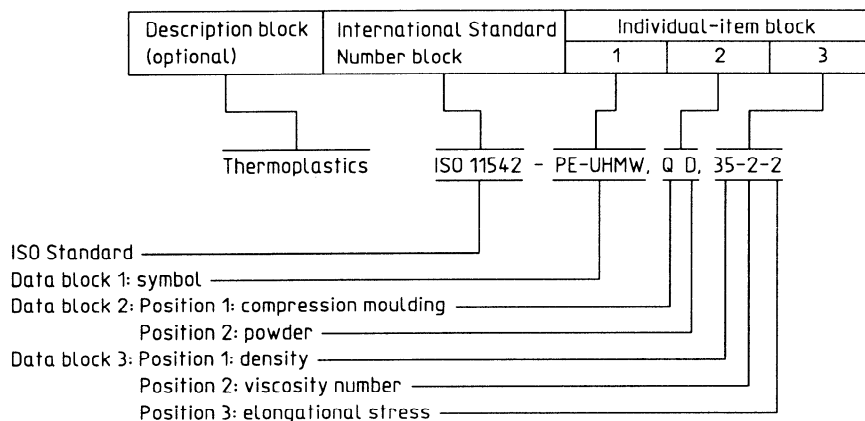 Description block
(optional)
International Standard
Number block
Individual-item block
1
2
3
Thermoplastics ISO 11542 - PE-UHMW, Q D, 35-2-2
ISO Standard
Data block 1: symbol
Data block 2: Position 1: compression moulding
Position 2: powder
Data block 3: Position 1: density
Position 2: viscosity number
Position 3: elongational stress